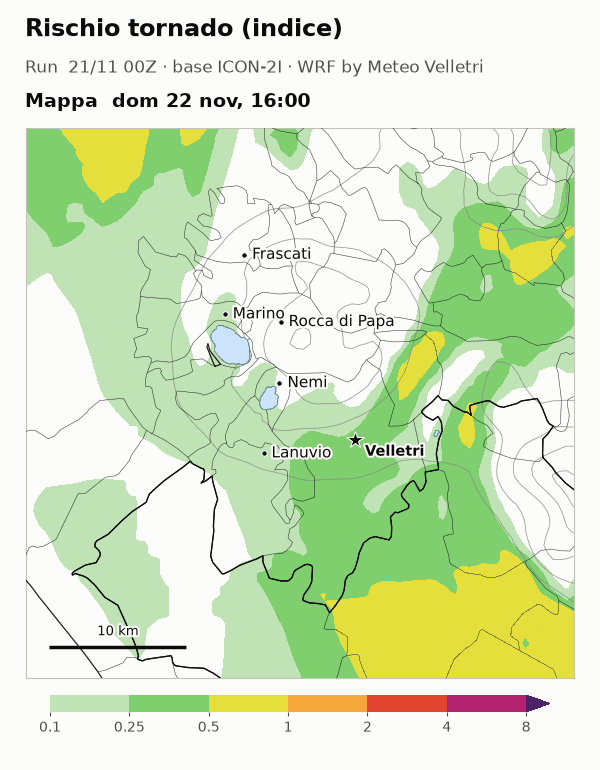 Rischio tornado (indice)
Run 21/11 00Z · base ICON-2I · WRF by Meteo Velletri
Mappa dom 22 nov, 16:00
Frascati
Marino
Rocca di Papa
Nemi
Velletri
Lanuvio
10 km
0.1 0.25 0.5 1 2 4 8